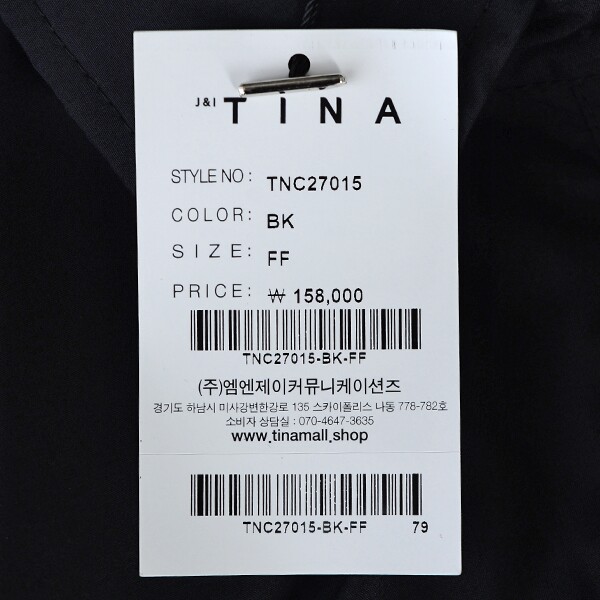 J&I TINA
STYLE NO : TNC27015
COLOR: BK
SIZE: FF
PRICE: ₩ 158,000
TNC27015-BK-FF
(주)엠엔제이커뮤니케이션즈
경기도 하남시 미사강변한강로 135 스카이폴리스 나동 778-782호
소비자 상담실 : 070-4647-3635
www.tinamall.shop
TNC27015-BK-FF 79